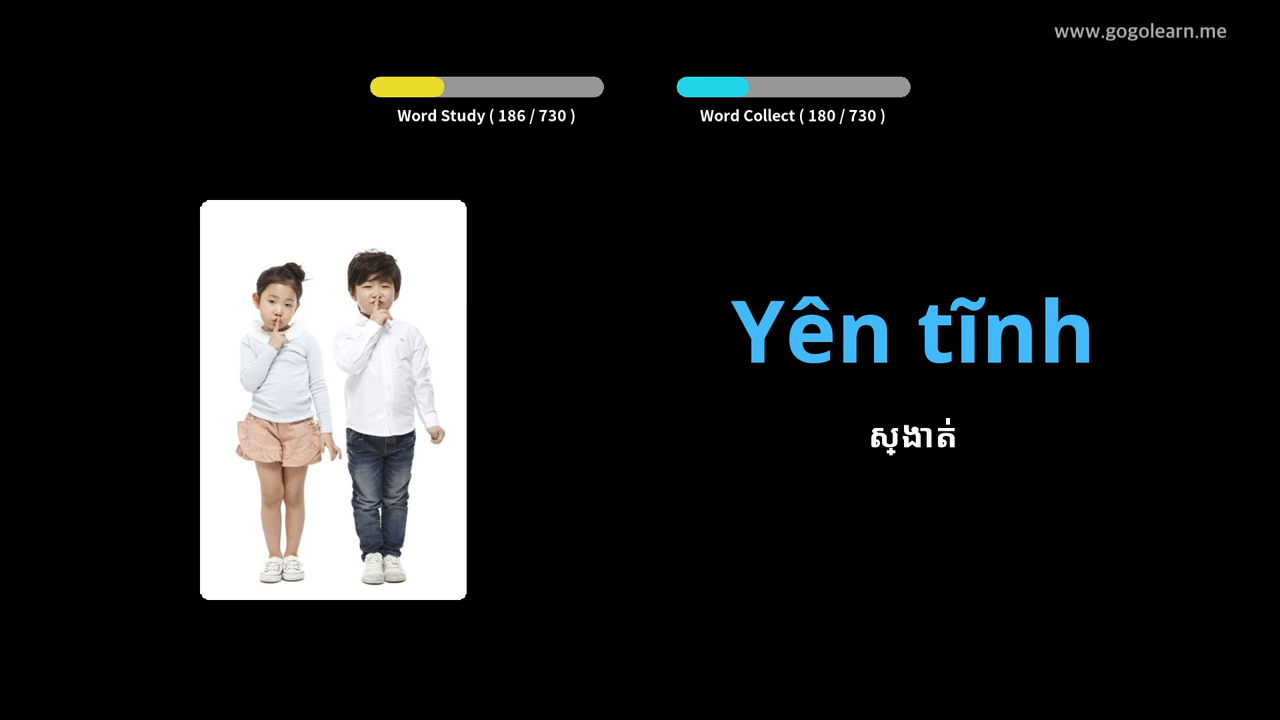 www.gogolearn.me
Word Study ( 186 / 730 )
Word Collect ( 180 / 730 )
Yên tĩnh
ស្ងាត់